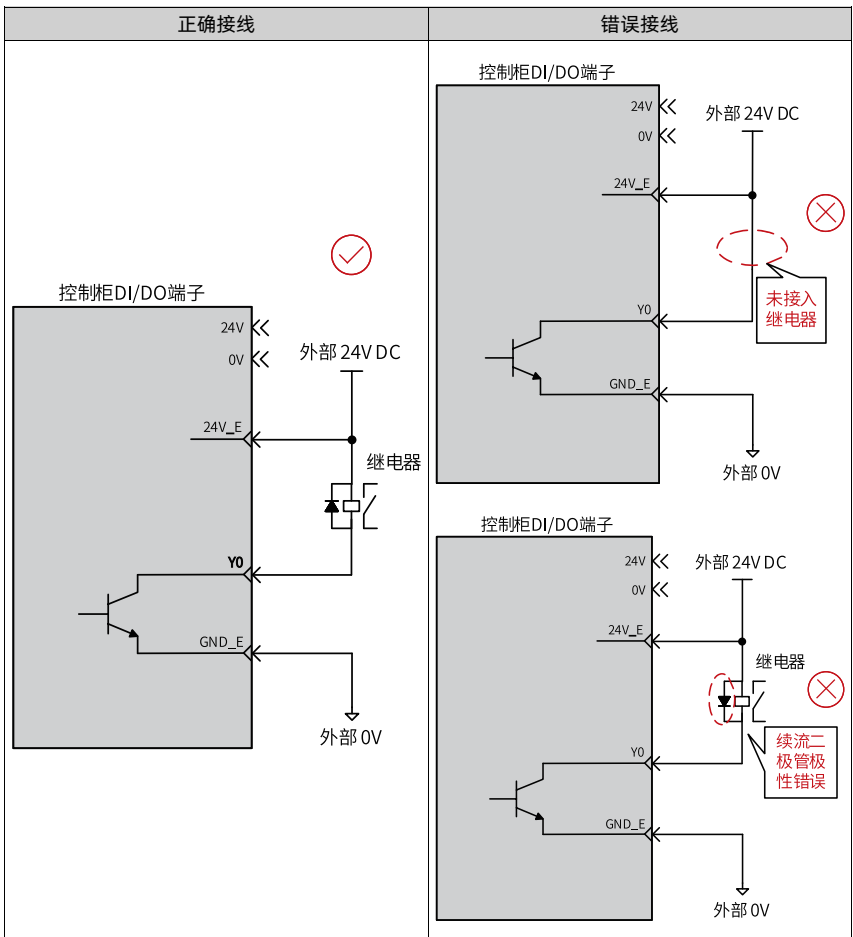 正确接线
错误接线
控制柜DI/DO端子
24V
0V
外部 24V DC
24V_E
继电器
Y0
GND_E
外部 0V
控制柜DI/DO端子
24V
0V
外部 24V DC
24V_E
未接入
继电器
Y0
GND_E
外部 0V
控制柜DI/DO端子
24V
0V
外部 24V DC
24V_E
继电器
续流二
极管极
性错误
Y0
GND_E
外部 0V